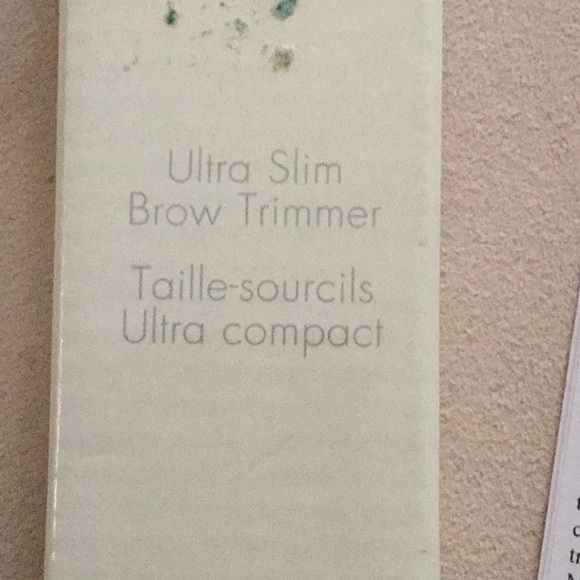 Ultra Slim
Brow Trimmer
Taille-sourcils
Ultra compact